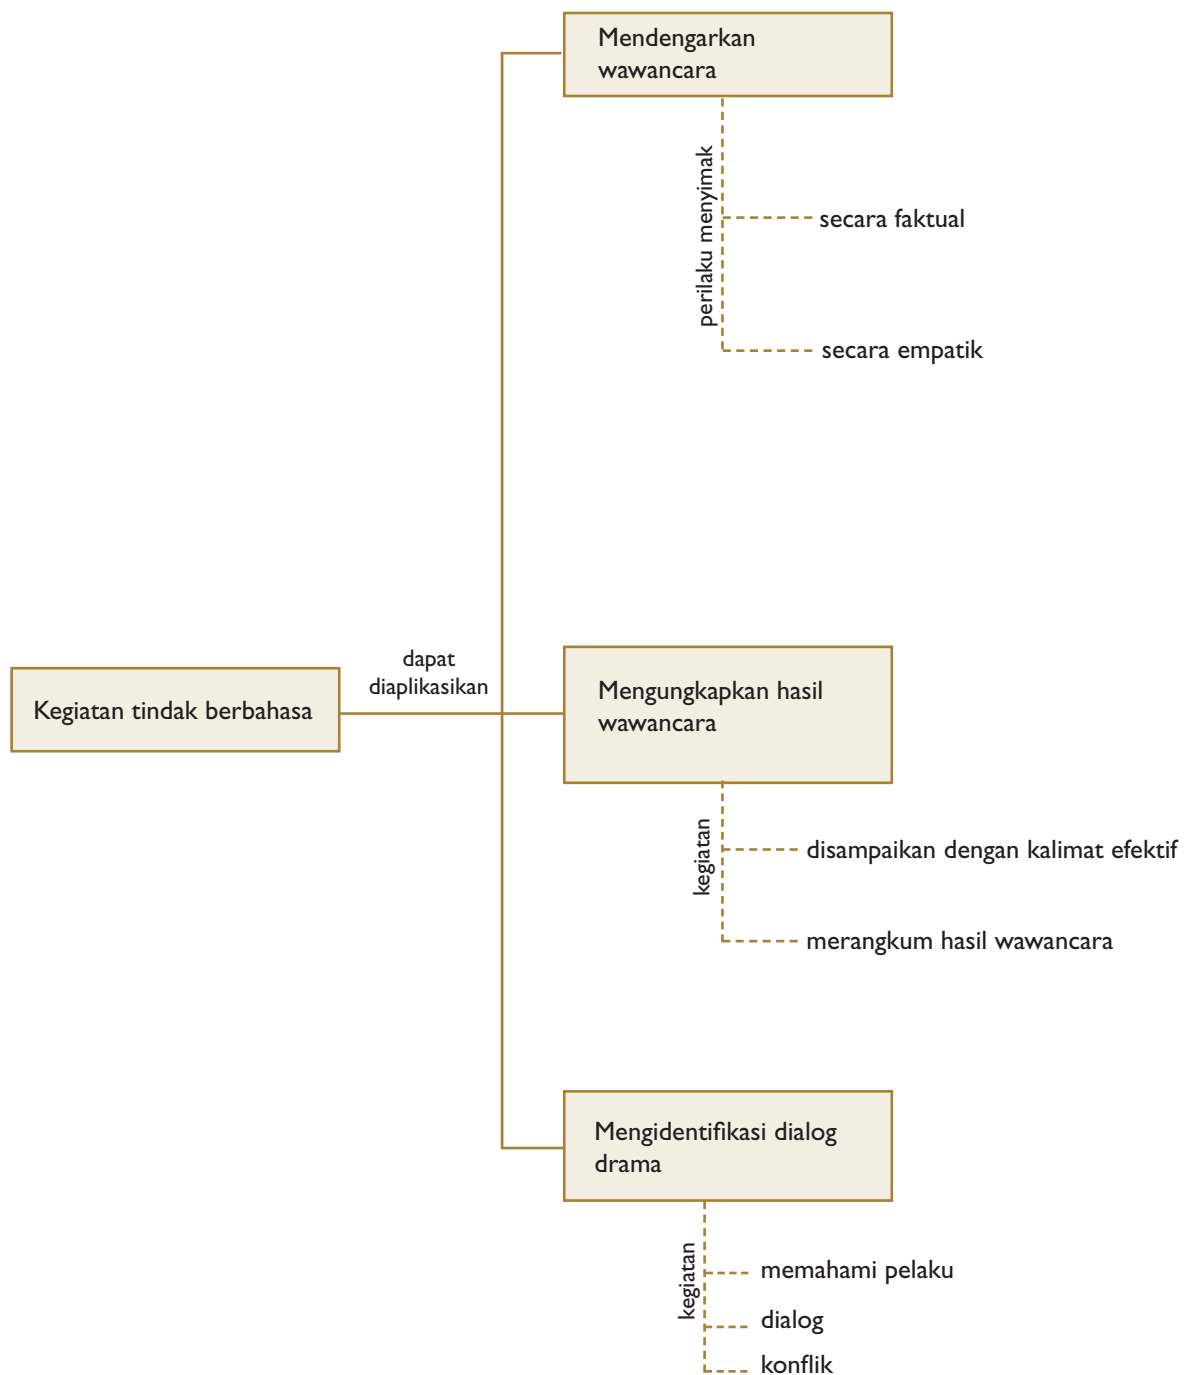 Mendengarkan
wawancara
perilaku menyimak
secara faktual
secara empatik
Kegiatan tindak berbahasa
dapat
diaplikasikan
Mengungkapkan hasil
wawancara
kegiatan
disampaikan dengan kalimat efektif
merangkum hasil wawancara
Mengidentifikasi dialog
drama
kegiatan
memahami pelaku
dialog
konflik